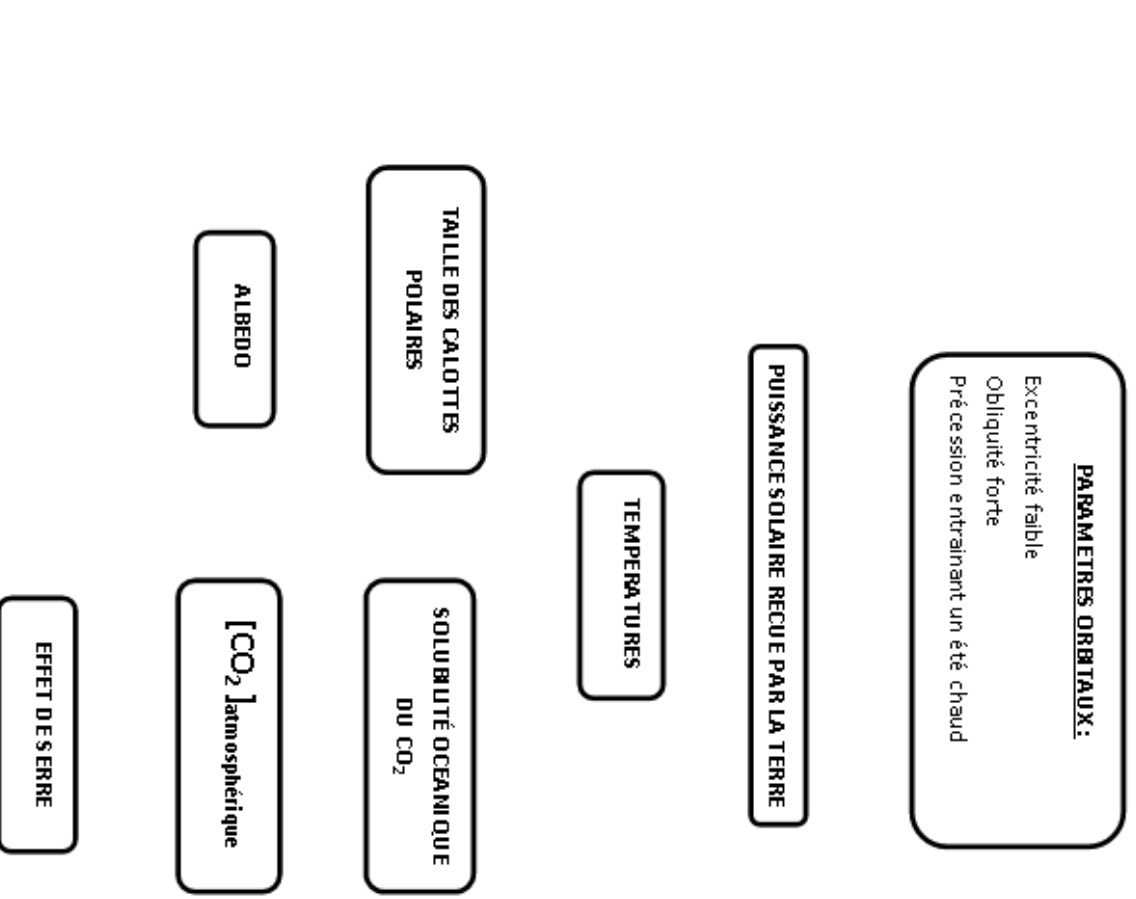 PARAMETRES ORBITAUX:
Excentricité faible
Obliquité forte
Précession entrainant un été chaud
PUISSANCE SOLAIRE RECUE PAR LA TERRE
TEMPERATURES
TAILLE DES CALOTTES
POLAIRES
SOLUBILITÉ OCEANIQUE
DU CO₂
ALBEDO
[CO₂]atmosphérique
EFFET DE SERRE